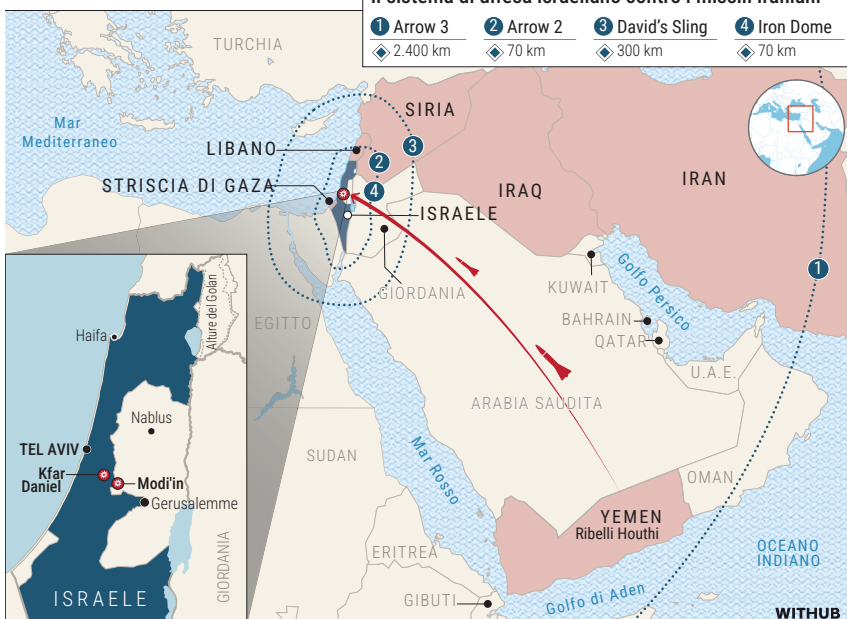 Il sistema di difesa israeliano contro i missili iraniani
1 Arrow 3
2.400 km
2 Arrow 2
70 km
3 David's Sling
300 km
4 Iron Dome
70 km
TURCHIA
Mar
Mediterraneo
SIRIA
LIBANO
3
2
STRISCIA DI GAZA
4
ISRAELE
IRAQ
IRAN
1
GIORDANIA
KUWAIT
Golfo Persico
BAHRAIN
QATAR
EGITTO
U.A.E.
ARABIA SAUDITA
SUDAN
Mar Rosso
OMAN
YEMEN
Ribelli Houthi
ERITREA
OCEANO
INDIANO
GIBUTI
Golfo di Aden
Alture del Golan
Haifa
Nablus
TEL AVIV
Kfar
Daniel
Modi'in
Gerusalemme
GIORDANIA
ISRAELE
WITHUB